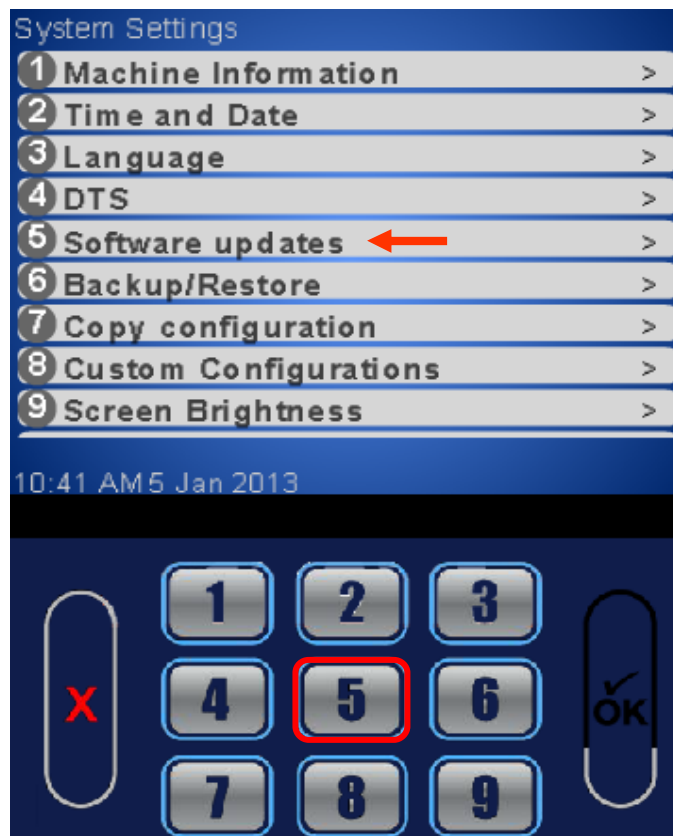 System Settings
1 Machine Information >
2 Time and Date >
3 Language >
4 DTS >
5 Software updates >
6 Backup/Restore >
7 Copy configuration >
8 Custom Configurations >
9 Screen Brightness >
10:41 AM5 Jan 2013
1 2 3
X 4 5 6 OK
7 8 9